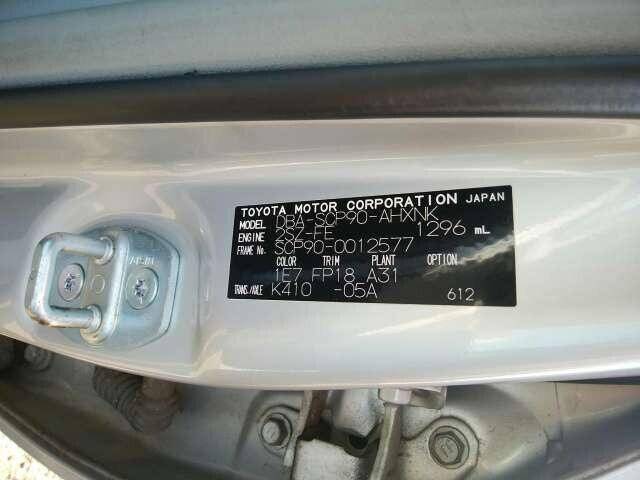 TOYOTA MOTOR CORPORATION JAPAN
MODEL DBA-SCP90-AHXNK
ENGINE 2SZ-FE 1296 mL
FRAME No. SCP90-0012577
COLOR TRIM PLANT OPTION
1E7 FP18 A31
TRANS./AXLE K410 -05A 612